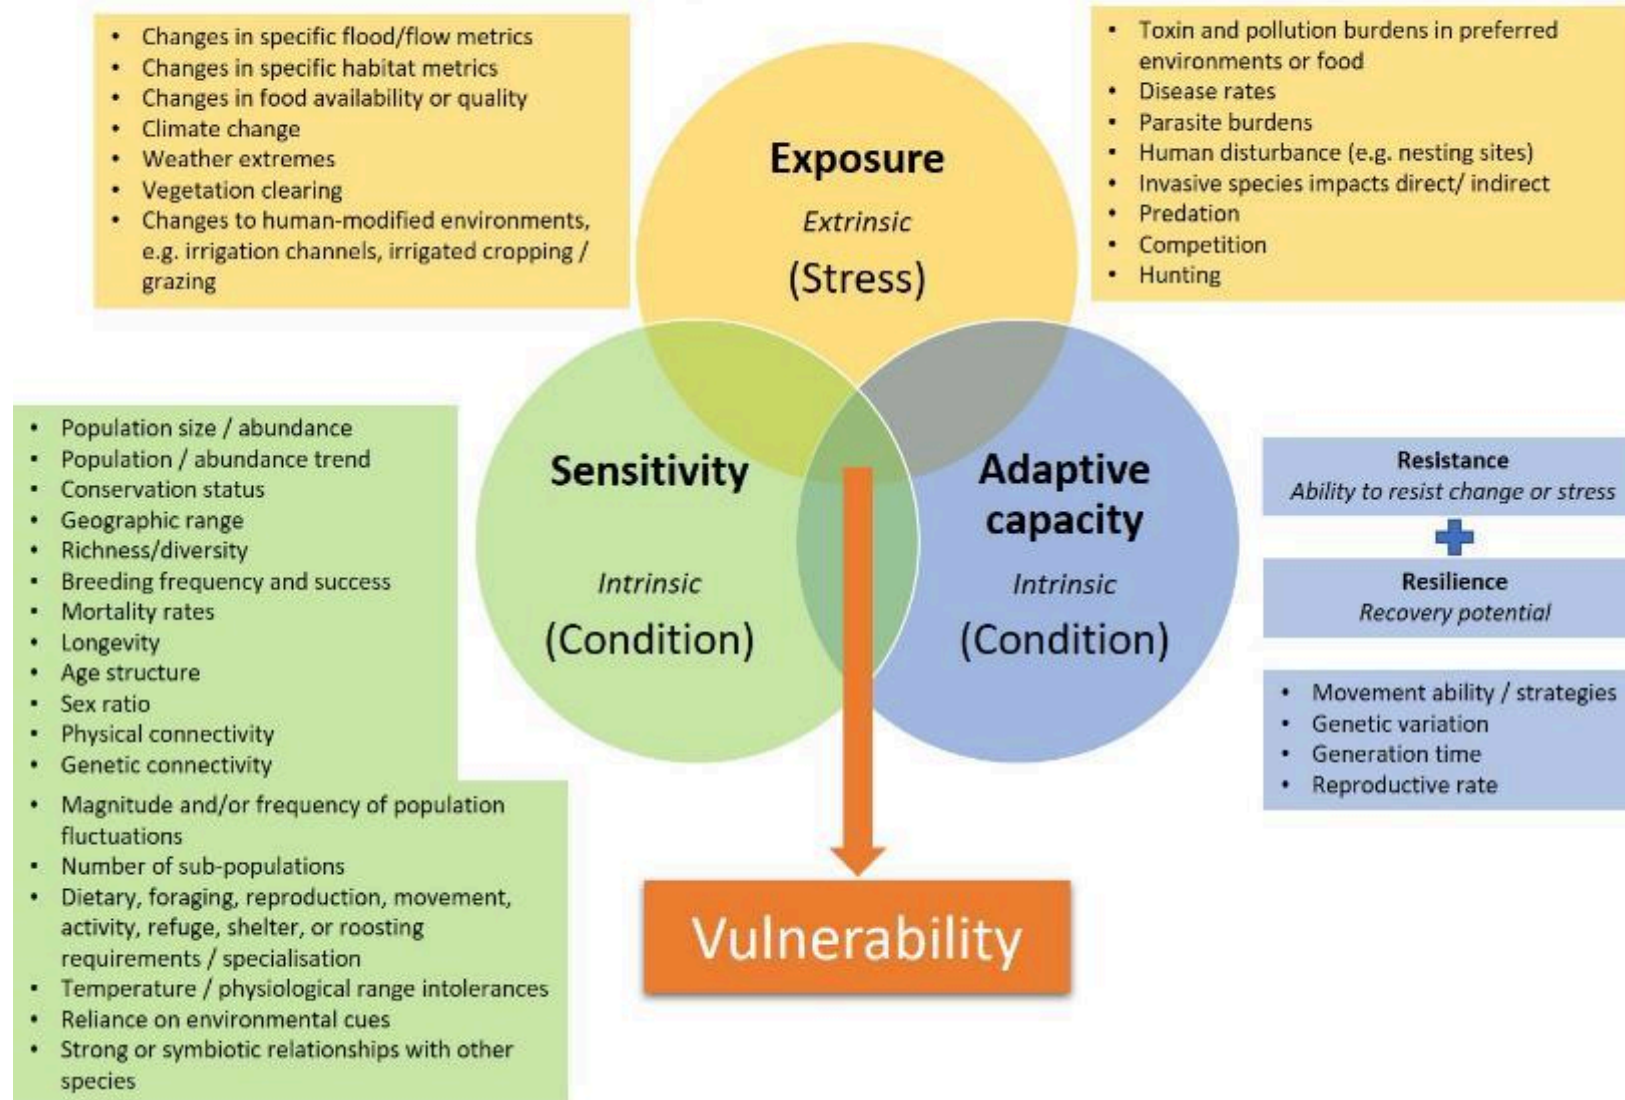 • Changes in specific flood/flow metrics
• Changes in specific habitat metrics
• Changes in food availability or quality
• Climate change
• Weather extremes
• Vegetation clearing
• Changes to human-modified environments,
e.g. irrigation channels, irrigated cropping /
grazing
• Toxin and pollution burdens in preferred
environments or food
• Disease rates
• Parasite burdens
• Human disturbance (e.g. nesting sites)
• Invasive species impacts direct/ indirect
• Predation
• Competition
• Hunting
Exposure
Extrinsic
(Stress)
• Population size / abundance
• Population / abundance trend
• Conservation status
• Geographic range
• Richness/diversity
• Breeding frequency and success
• Mortality rates
• Longevity
• Age structure
• Sex ratio
• Physical connectivity
• Genetic connectivity
• Magnitude and/or frequency of population
fluctuations
• Number of sub-populations
• Dietary, foraging, reproduction, movement,
activity, refuge, shelter, or roosting
requirements / specialisation
• Temperature / physiological range intolerances
• Reliance on environmental cues
• Strong or symbiotic relationships with other
species
Sensitivity
Intrinsic
(Condition)
Adaptive
capacity
Intrinsic
(Condition)
Resistance
Ability to resist change or stress
Resilience
Recovery potential
• Movement ability / strategies
• Genetic variation
• Generation time
• Reproductive rate
Vulnerability